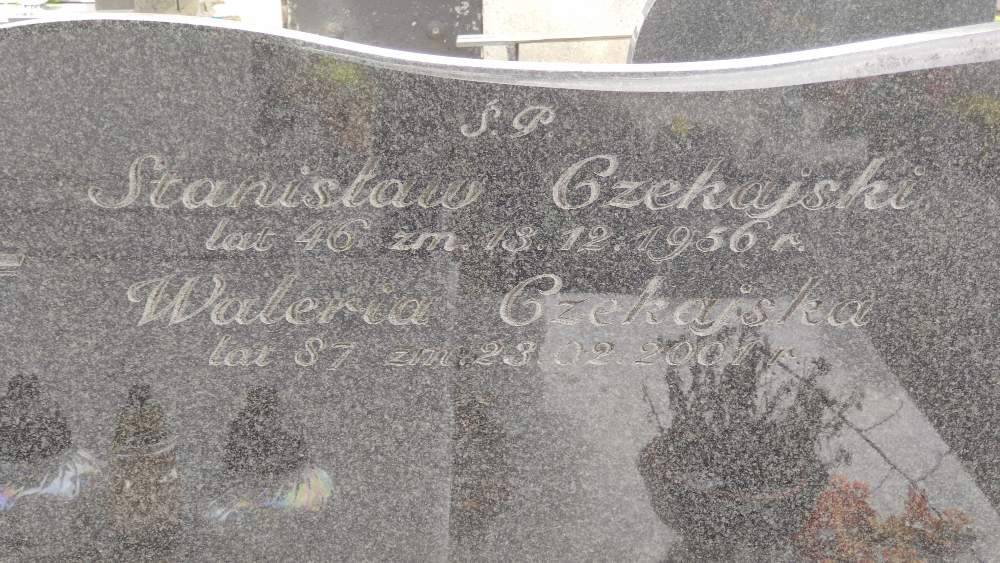 Ś. P.
Stanisław Czekajski
lat 46 zm. 13. 12. 1956 r.
Waleria Czekajska
lat 87 zm. 23. 02. 2001 r.